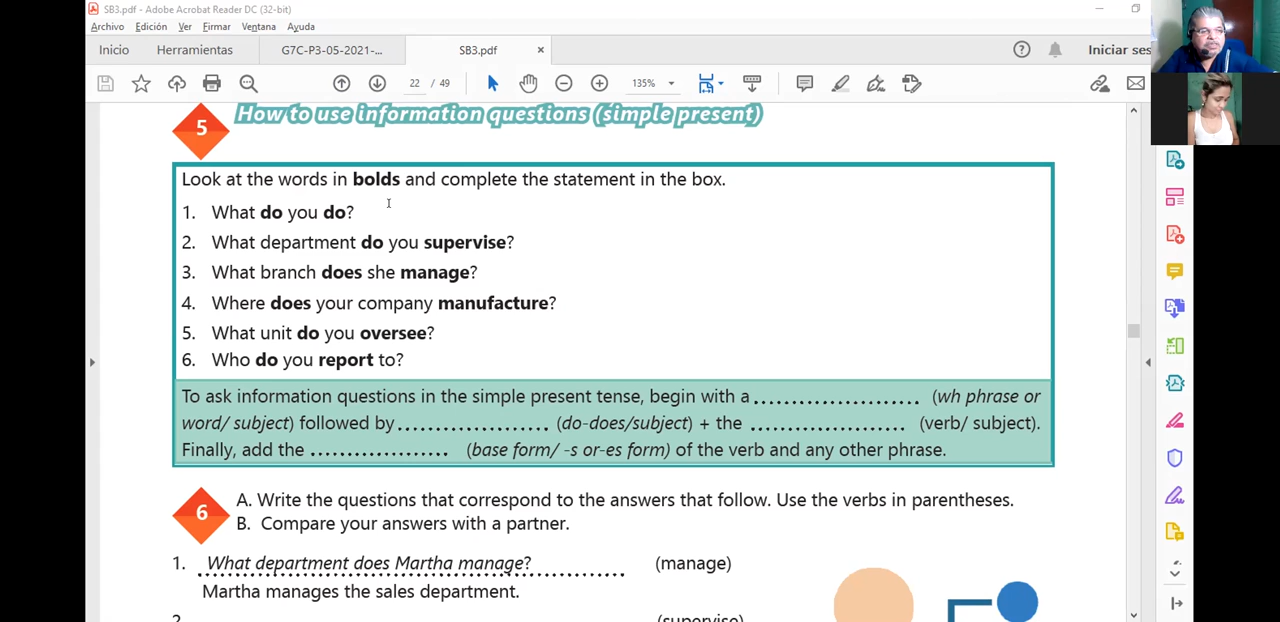 SB3.pdf - Adobe Acrobat Reader DC (32-bit)
Archivo Edición Ver Firmar Ventana Ayuda
Inicio Herramientas G7C-P3-05-2021-... SB3.pdf × Iniciar ses
22 / 49 135%
5 How to use information questions (simple present)
Look at the words in bolds and complete the statement in the box.
1. What do you do?
2. What department do you supervise?
3. What branch does she manage?
4. Where does your company manufacture?
5. What unit do you oversee?
6. Who do you report to?
To ask information questions in the simple present tense, begin with a .................... (wh phrase or
word/ subject) followed by.................... (do-does/subject) + the .................... (verb/ subject).
Finally, add the .................. (base form/ -s or-es form) of the verb and any other phrase.
6 A. Write the questions that correspond to the answers that follow. Use the verbs in parentheses.
B. Compare your answers with a partner.
1. What department does Martha manage? (manage)
Martha manages the sales department.
2. (supervise)